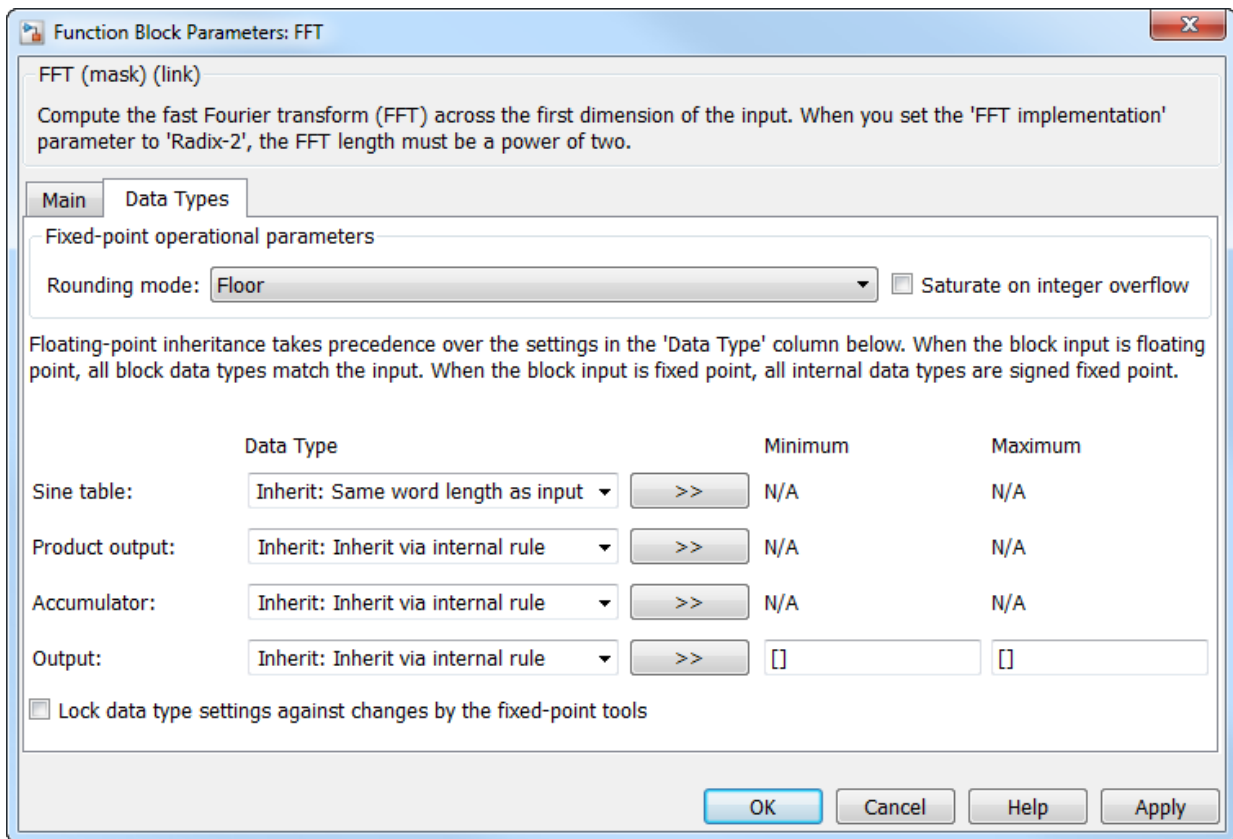 Function Block Parameters: FFT
X
FFT (mask) (link)
Compute the fast Fourier transform (FFT) across the first dimension of the input. When you set the 'FFT implementation'
parameter to 'Radix-2', the FFT length must be a power of two.
Main Data Types
Fixed-point operational parameters
Rounding mode: Floor Saturate on integer overflow
Floating-point inheritance takes precedence over the settings in the 'Data Type' column below. When the block input is floating
point, all block data types match the input. When the block input is fixed point, all internal data types are signed fixed point.
Data Type Minimum Maximum
Sine table: Inherit: Same word length as input >> N/A N/A
Product output: Inherit: Inherit via internal rule >> N/A N/A
Accumulator: Inherit: Inherit via internal rule >> N/A N/A
Output: Inherit: Inherit via internal rule >> [] []
Lock data type settings against changes by the fixed-point tools
OK Cancel Help Apply